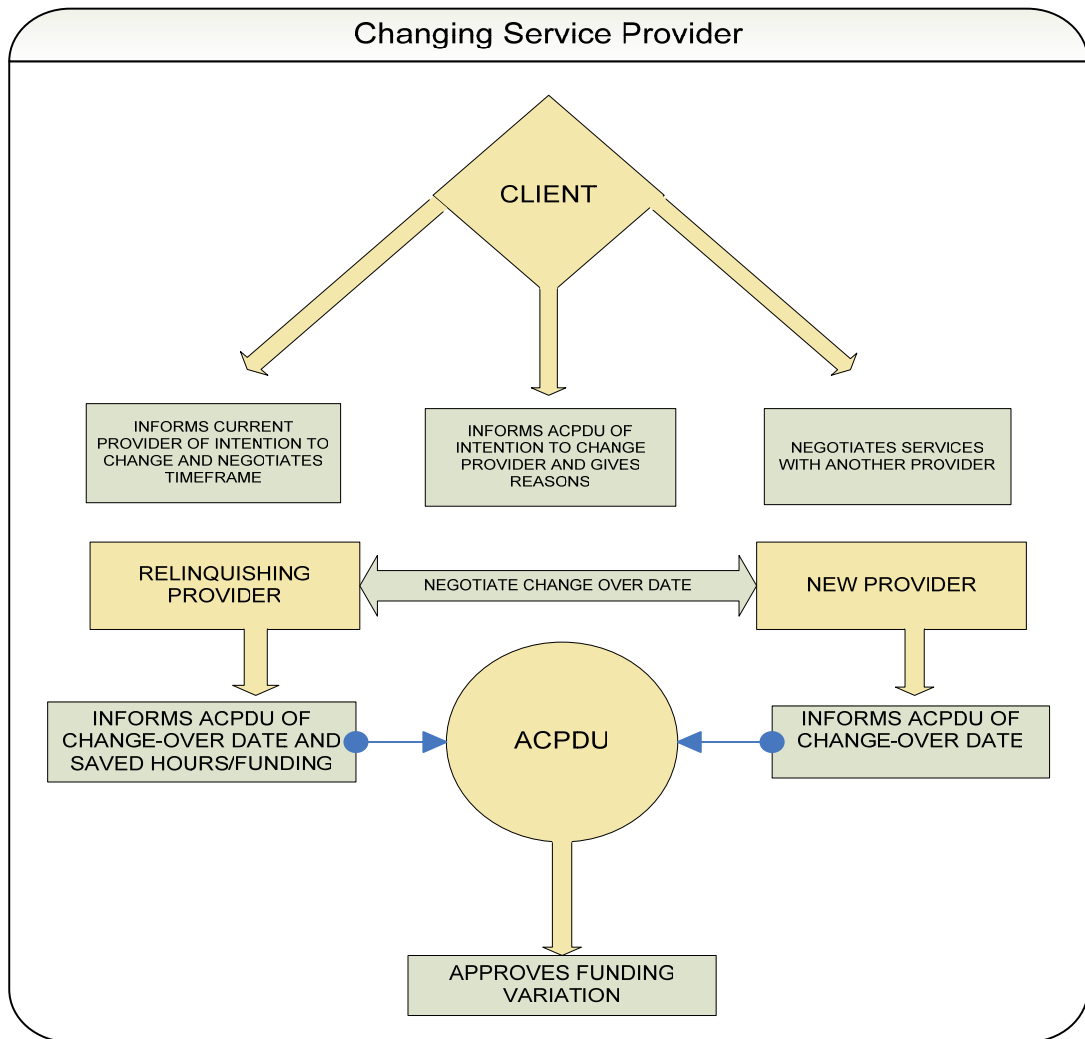 Changing Service Provider
CLIENT
INFORMS CURRENT
PROVIDER OF INTENTION TO
CHANGE AND NEGOTIATES
TIMEFRAME
INFORMS ACPDU OF
INTENTION TO CHANGE
PROVIDER AND GIVES
REASONS
NEGOTIATES SERVICES
WITH ANOTHER PROVIDER
RELINQUISHING
PROVIDER
NEGOTIATE CHANGE OVER DATE
NEW PROVIDER
INFORMS ACPDU OF
CHANGE-OVER DATE AND
SAVED HOURS/FUNDING
ACPDU
INFORMS ACPDU OF
CHANGE-OVER DATE
APPROVES FUNDING
VARIATION